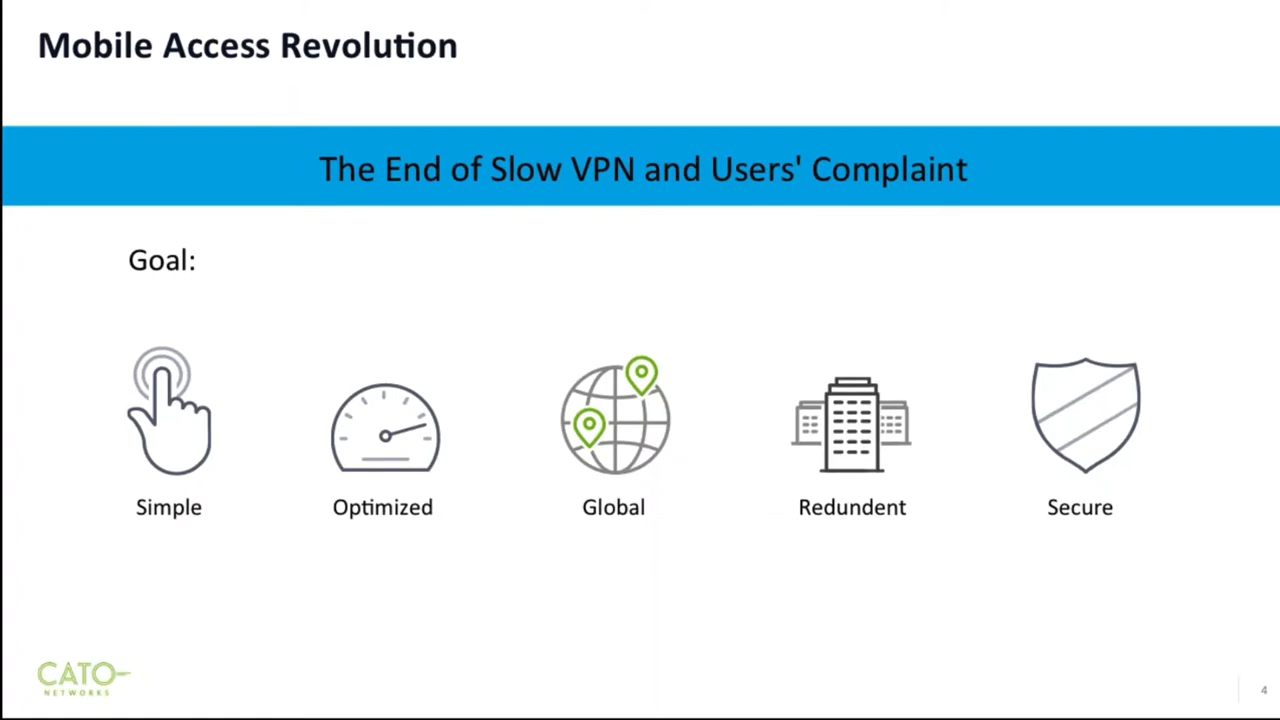 Mobile Access Revolution
The End of Slow VPN and Users' Complaint
Goal:
Simple
Optimized
Global
Redundent
Secure
CATO
NETWORKS
4